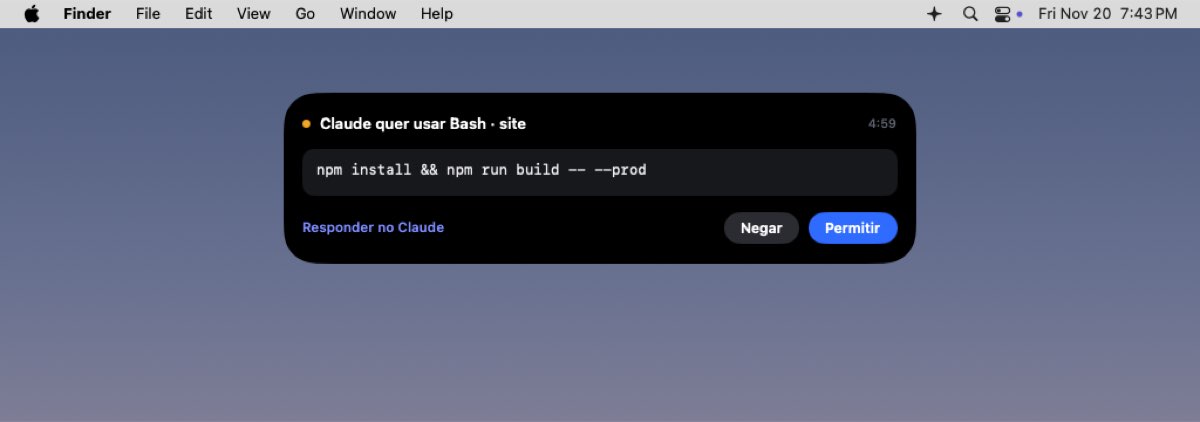 Finder File Edit View Go Window Help Fri Nov 20 7:43 PM
Claude quer usar Bash · site 4:59
npm install && npm run build -- --prod
Responder no Claude Negar Permitir